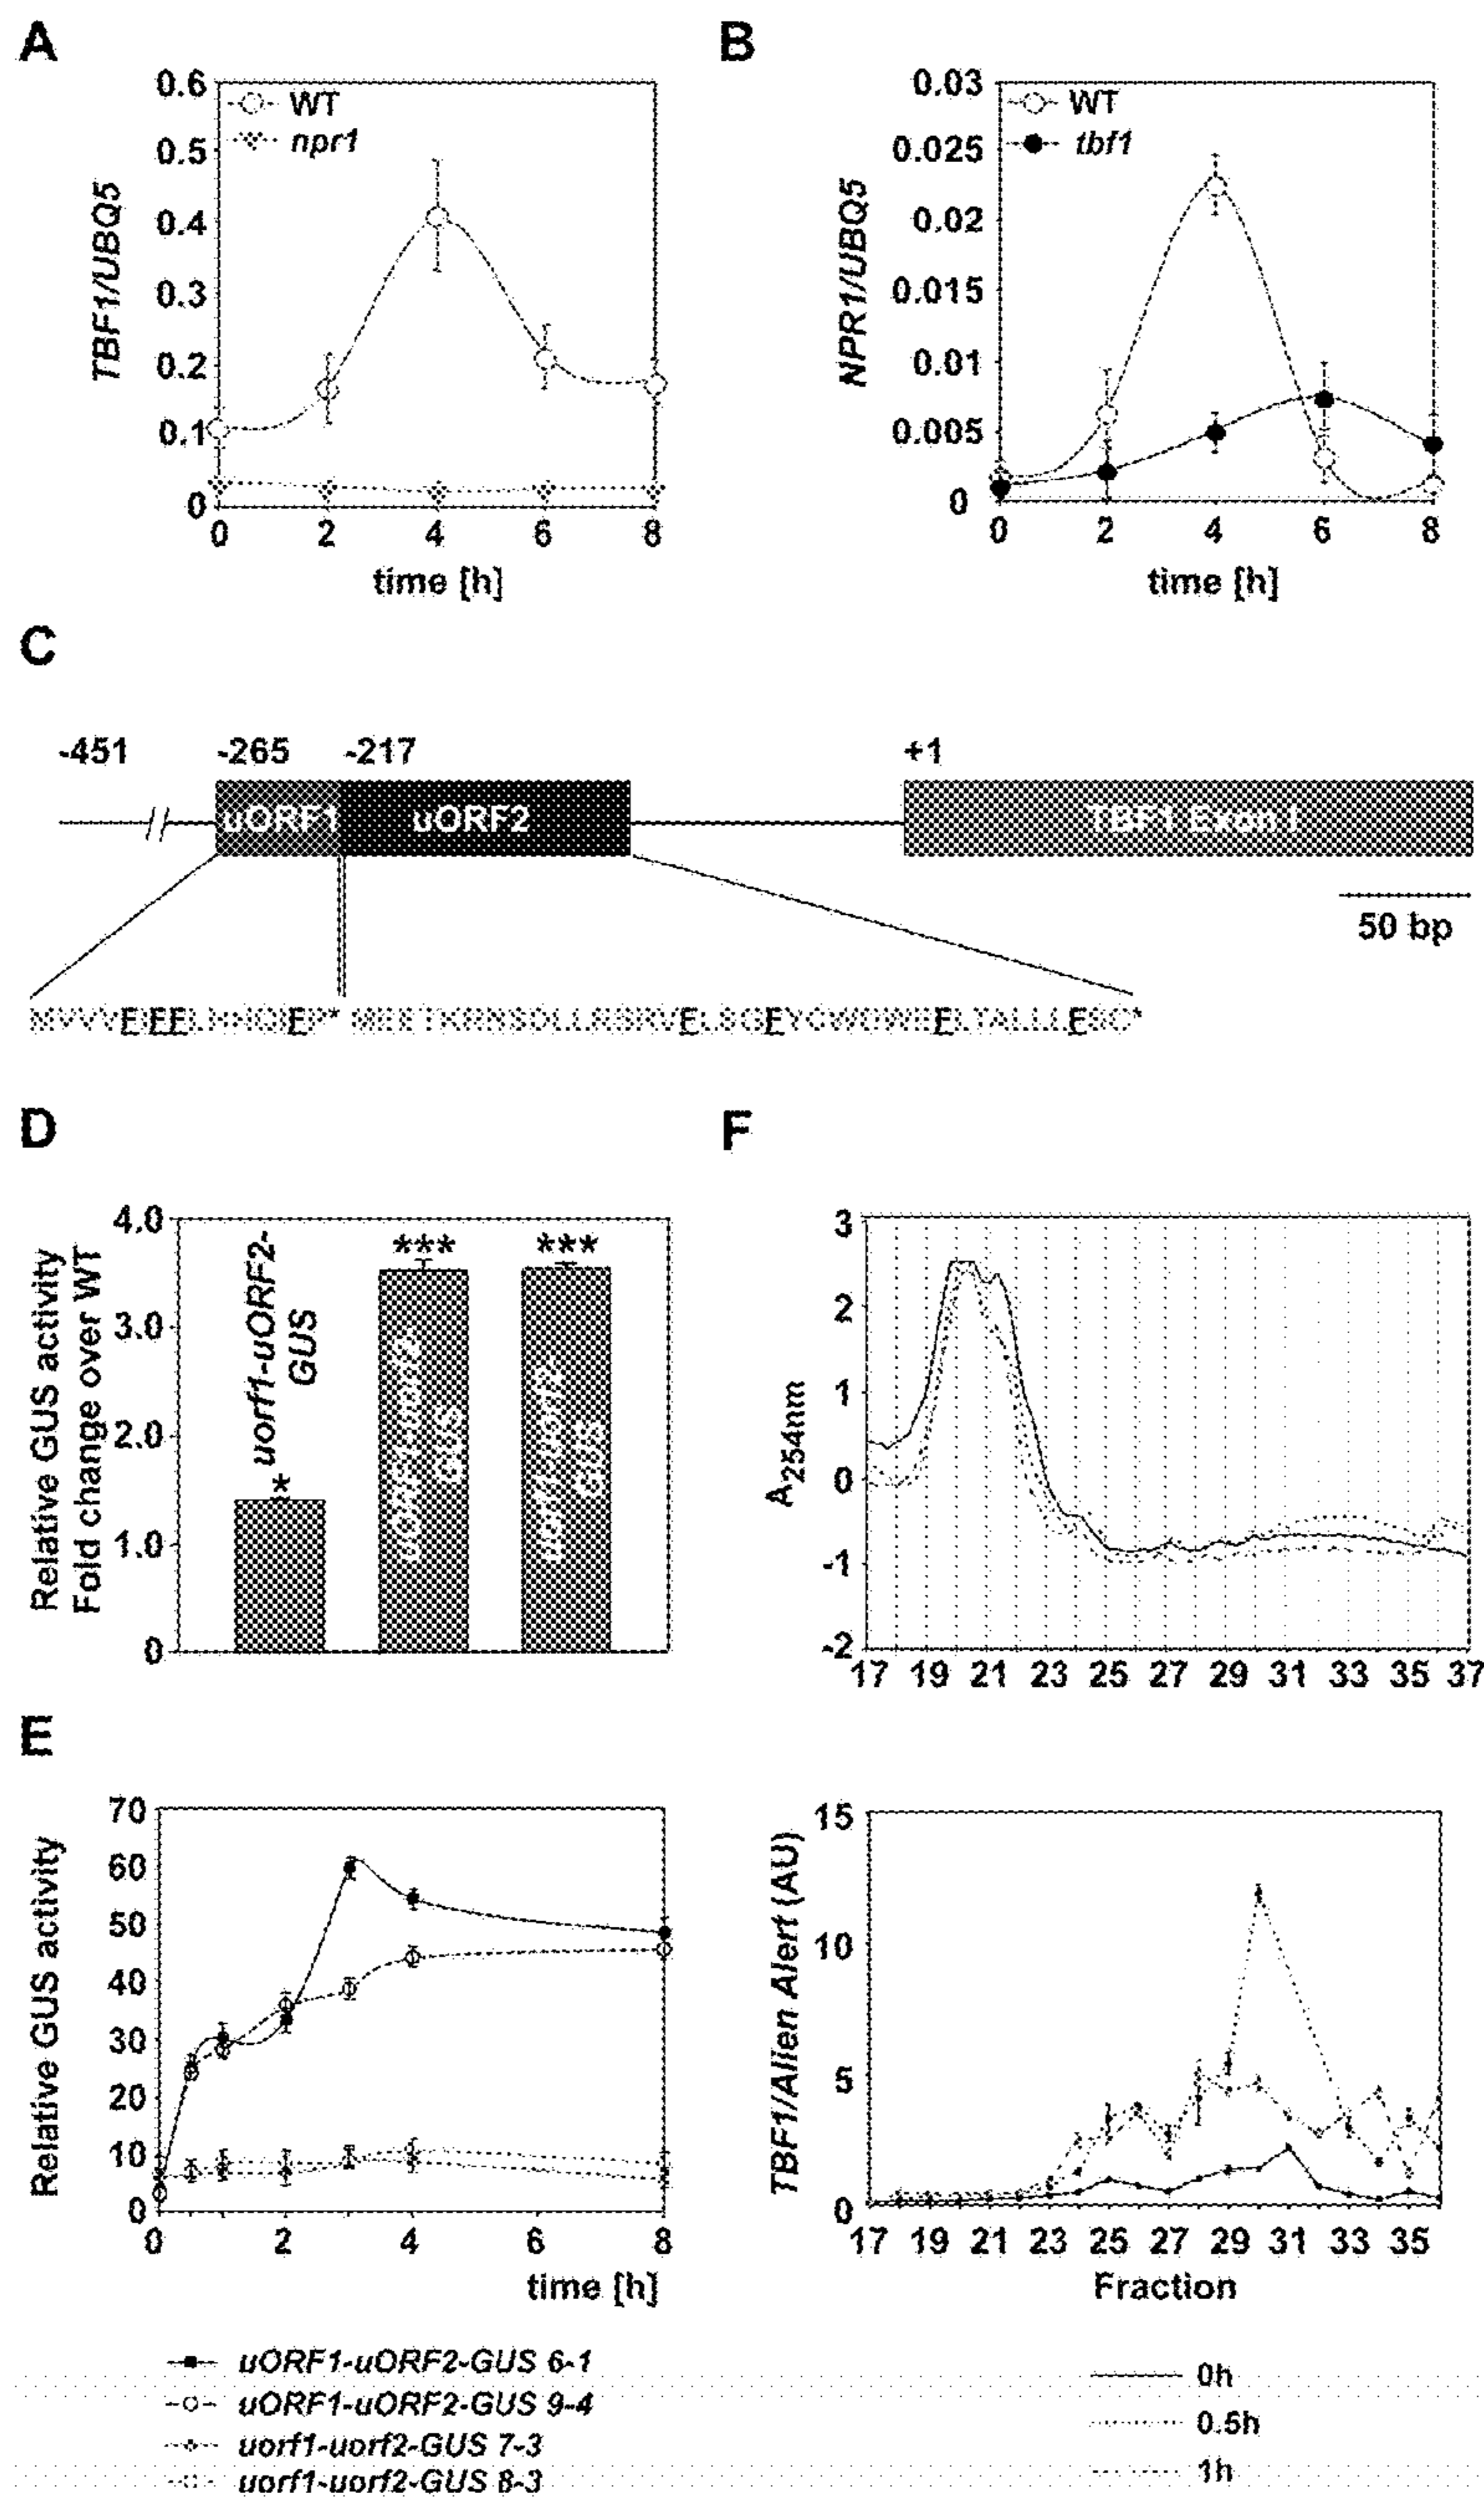 A
0.6
0.5
0.4
0.3
0.2
0.1
0
TBF1/UBQ5
WT
npr1
0 2 4 6 8
time [h]
B
0.03
0.025
0.02
0.015
0.01
0.005
0
NPR1/UBQ5
WT
tbf1
0 2 4 6 8
time [h]
C
-451 -265 -217 +1
uORF1 uORF2 TBF1 Exon I
50 bp
D
4.0
3.0
2.0
1.0
0
Relative GUS activity
Fold change over WT
uorf1-uORF2-
GUS
*
***
***
GUS
GUS
F
3
2
1
0
-1
-2
A254nm
17 19 21 23 25 27 29 31 33 35 37
E
70
60
50
40
30
20
10
0
Relative GUS activity
0 2 4 6 8
time [h]
15
10
5
0
TBF1/Alien Alert (AU)
17 19 21 23 25 27 29 31 33 35
Fraction
uORF1-uORF2-GUS 6-1
uORF1-uORF2-GUS 9-4
uorf1-uorf2-GUS 7-3
uorf1-uorf2-GUS 8-3
0h
0.5h
1h